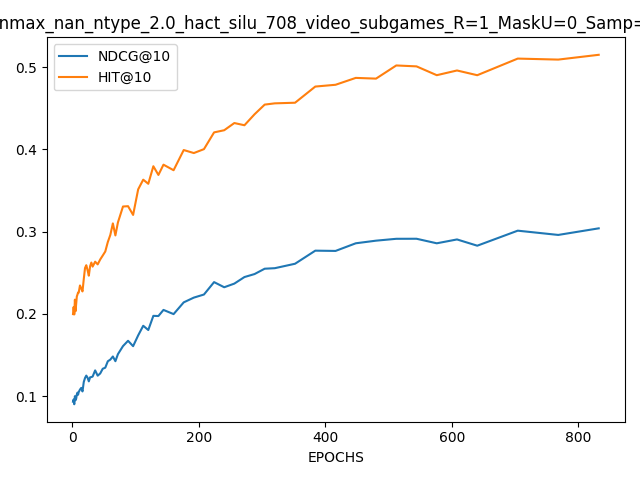 nmax_nan_ntype_2.0_hact_silu_708_video_subgames_R=1_MaskU=0_Samp=
NDCG@10
HIT@10
0.5
0.4
0.3
0.2
0.1
0 200 400 600 800
EPOCHS